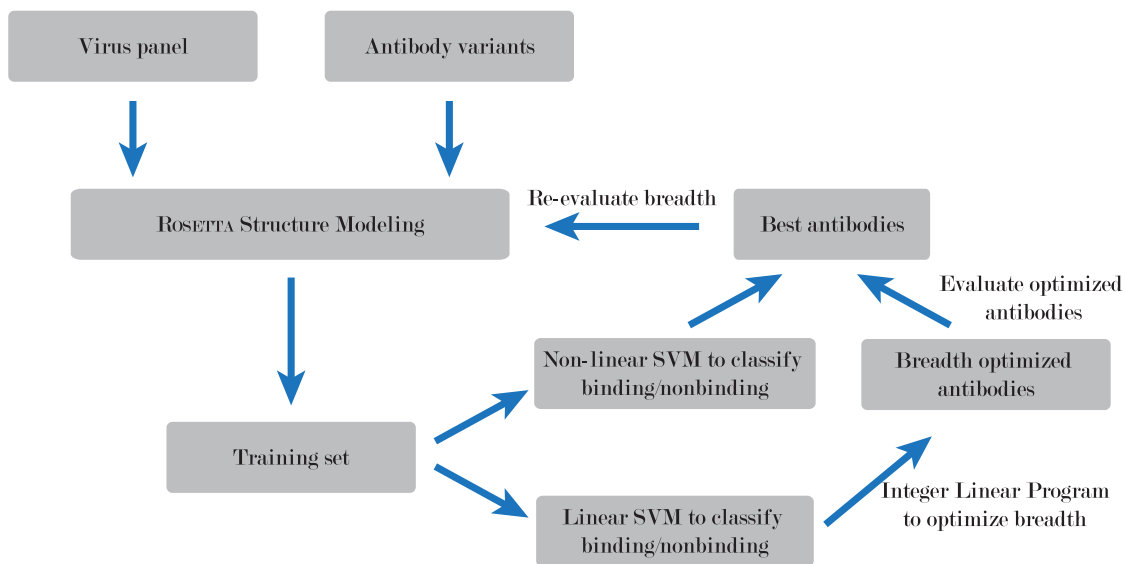 Virus panel
Antibody variants
Re-evaluate breadth
ROSETTA Structure Modeling
Best antibodies
Evaluate optimized
antibodies
Non-linear SVM to classify
binding/nonbinding
Breadth optimized
antibodies
Training set
Integer Linear Program
to optimize breadth
Linear SVM to classify
binding/nonbinding